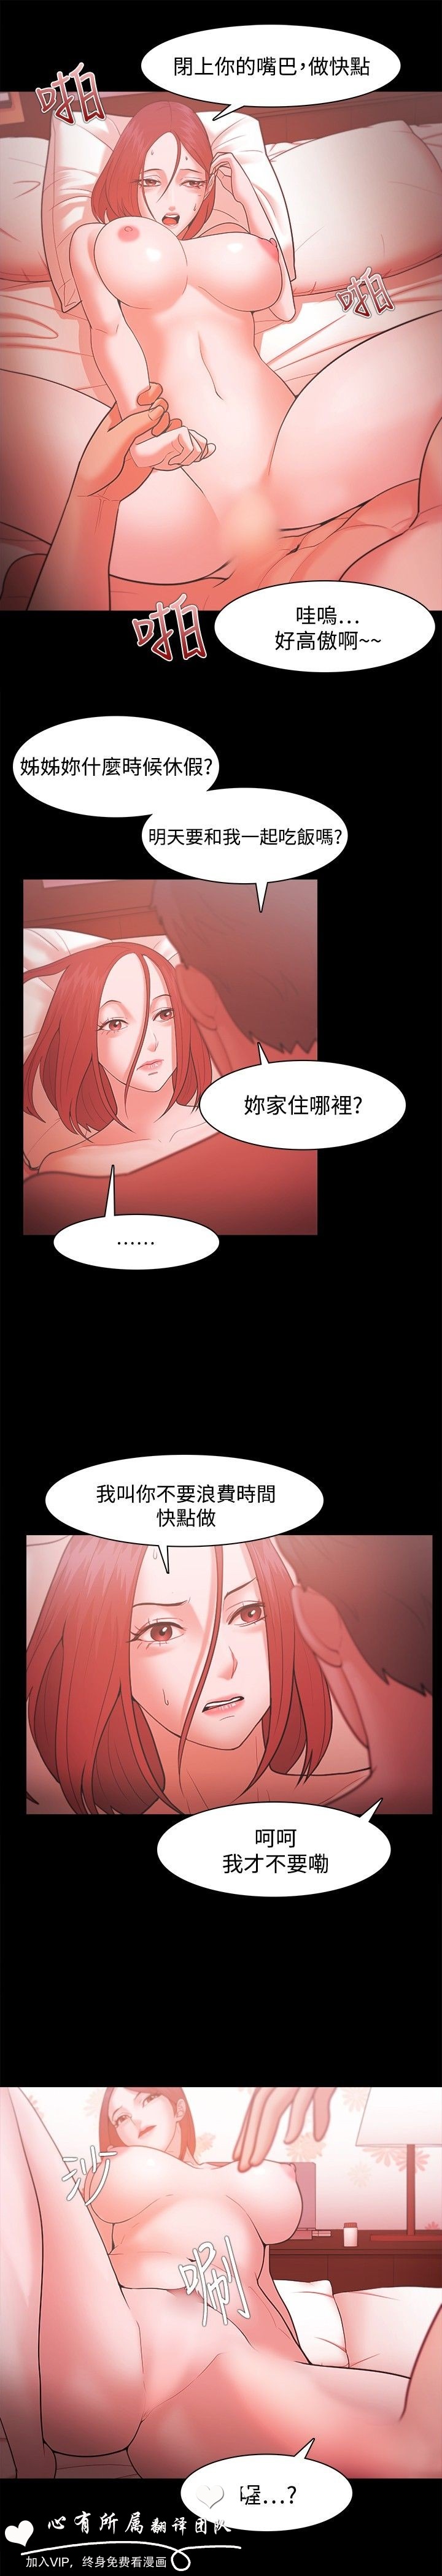 閉上你的嘴巴,做快點
啪
啪
啪
哇嗚...
好高傲啊~~
姊姊妳什麼時候休假?
明天要和我一起吃飯嗎?
妳家住哪裡?
......
我叫你不要浪費時間
快點做
呵呵
我才不要嘞
沙
唰
喔...?
心有所属翻译团队
加入VIP，终身免费看漫画